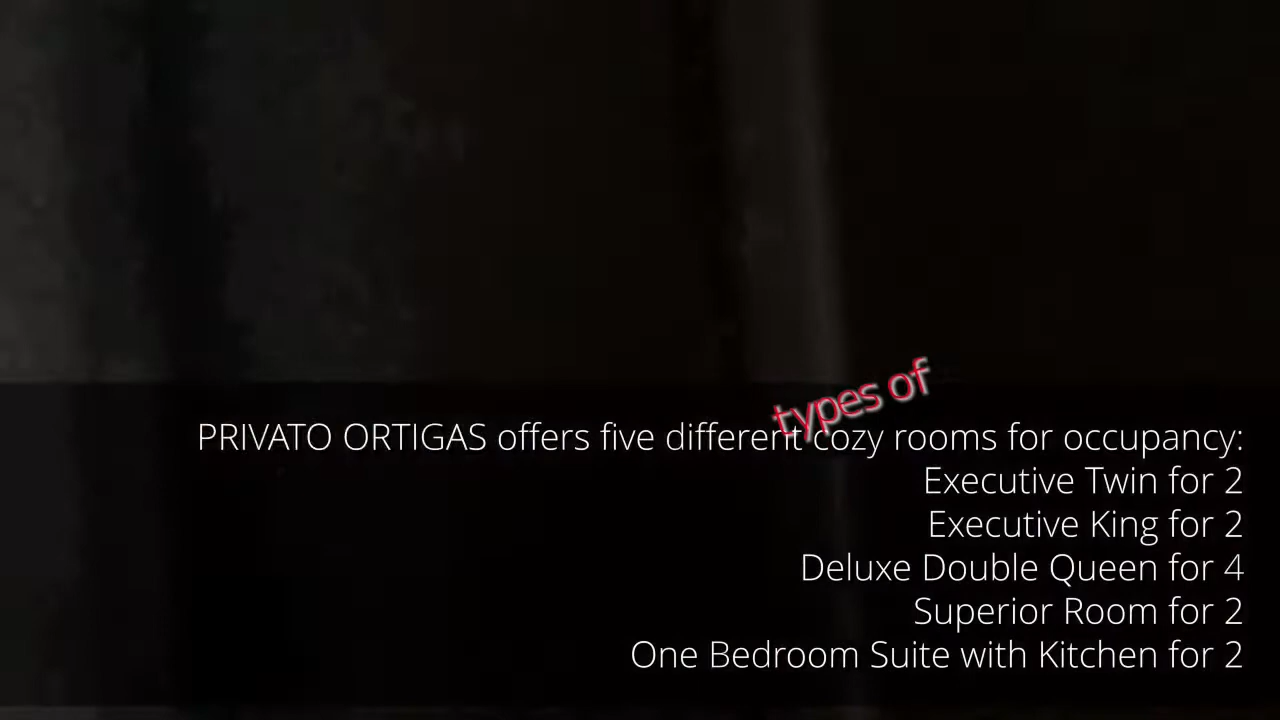 types of
PRIVATO ORTIGAS offers five different cozy rooms for occupancy:
Executive Twin for 2
Executive King for 2
Deluxe Double Queen for 4
Superior Room for 2
One Bedroom Suite with Kitchen for 2